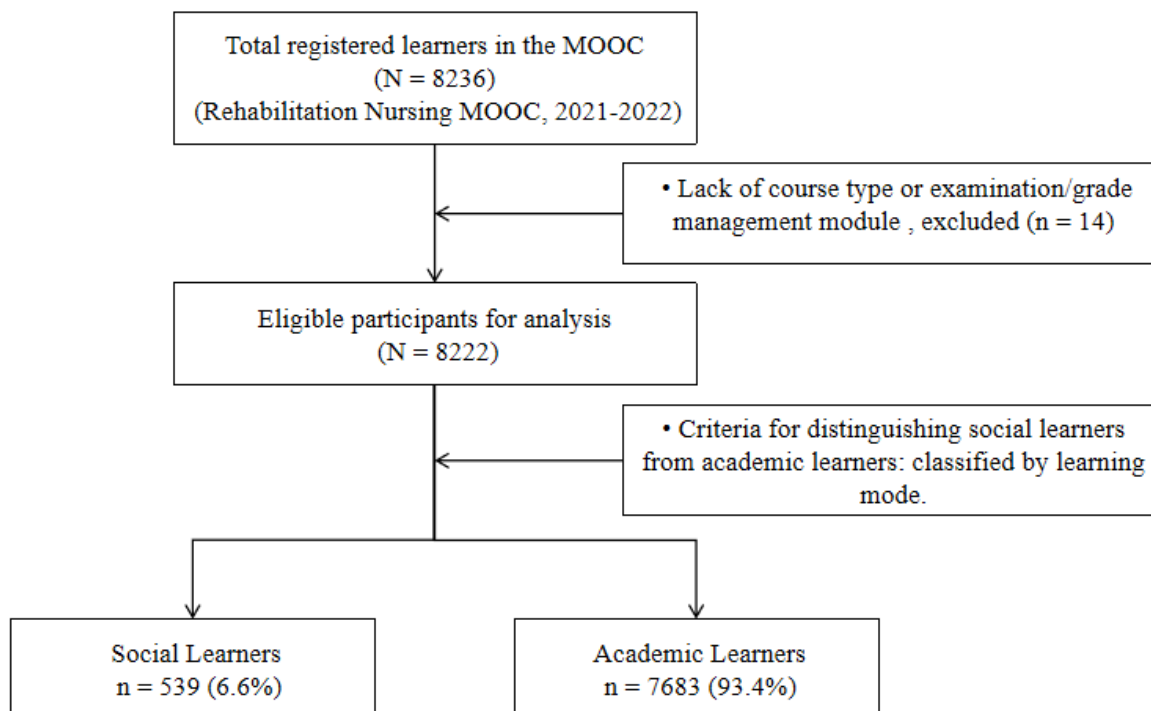 Total registered learners in the MOOC
(N = 8236)
(Rehabilitation Nursing MOOC, 2021-2022)
• Lack of course type or examination/grade
management module , excluded (n = 14)
Eligible participants for analysis
(N = 8222)
• Criteria for distinguishing social learners
from academic learners: classified by learning
mode.
Social Learners
n = 539 (6.6%)
Academic Learners
n = 7683 (93.4%)